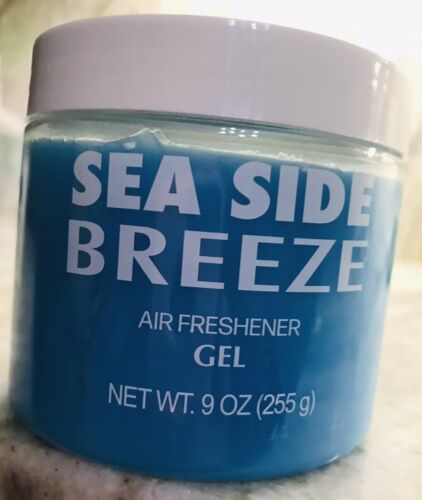 SEA SIDE
BREEZE
AIR FRESHENER
GEL
NET WT. 9 OZ (255 g)